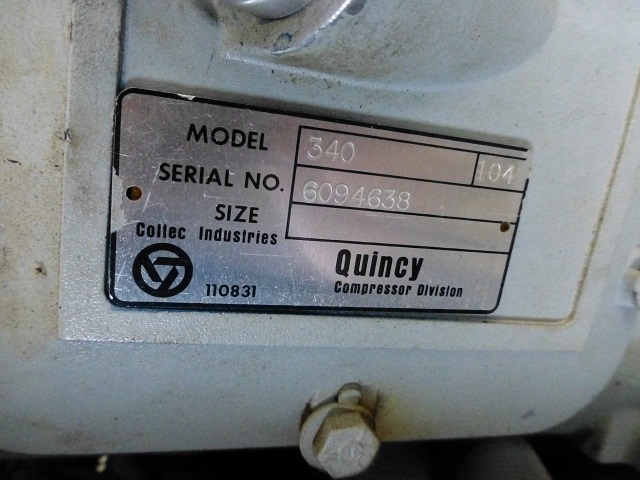 MODEL 340 104
SERIAL NO. 6094638
SIZE
Coltec Industries
Quincy
110831 Compressor Division